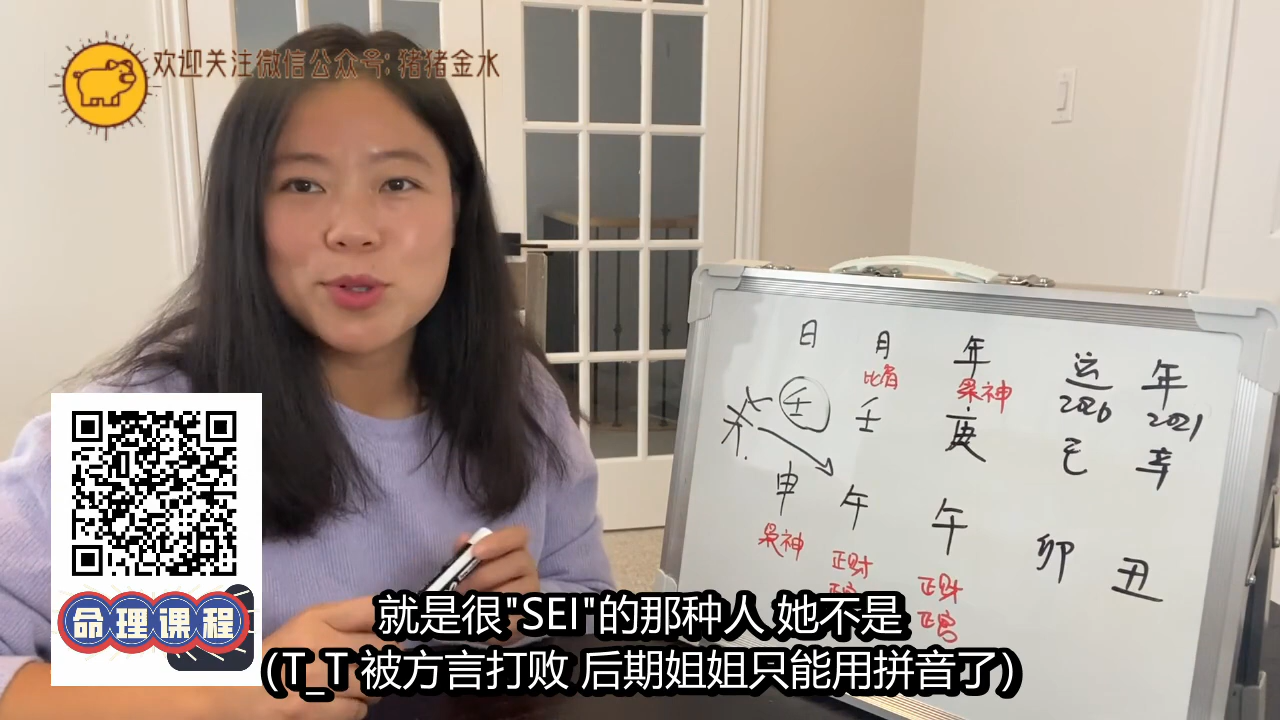 欢迎关注微信公众号:猪猪金水
日 月 年 运 年
比肩 枭神 2020 2021
壬 壬 庚 己 辛
申 午 午 卯 丑
枭神 正财 正财
正官
命理课程
就是很"SEI"的那种人 她不是
(T_T 被方言打败 后期姐姐只能用拼音了)